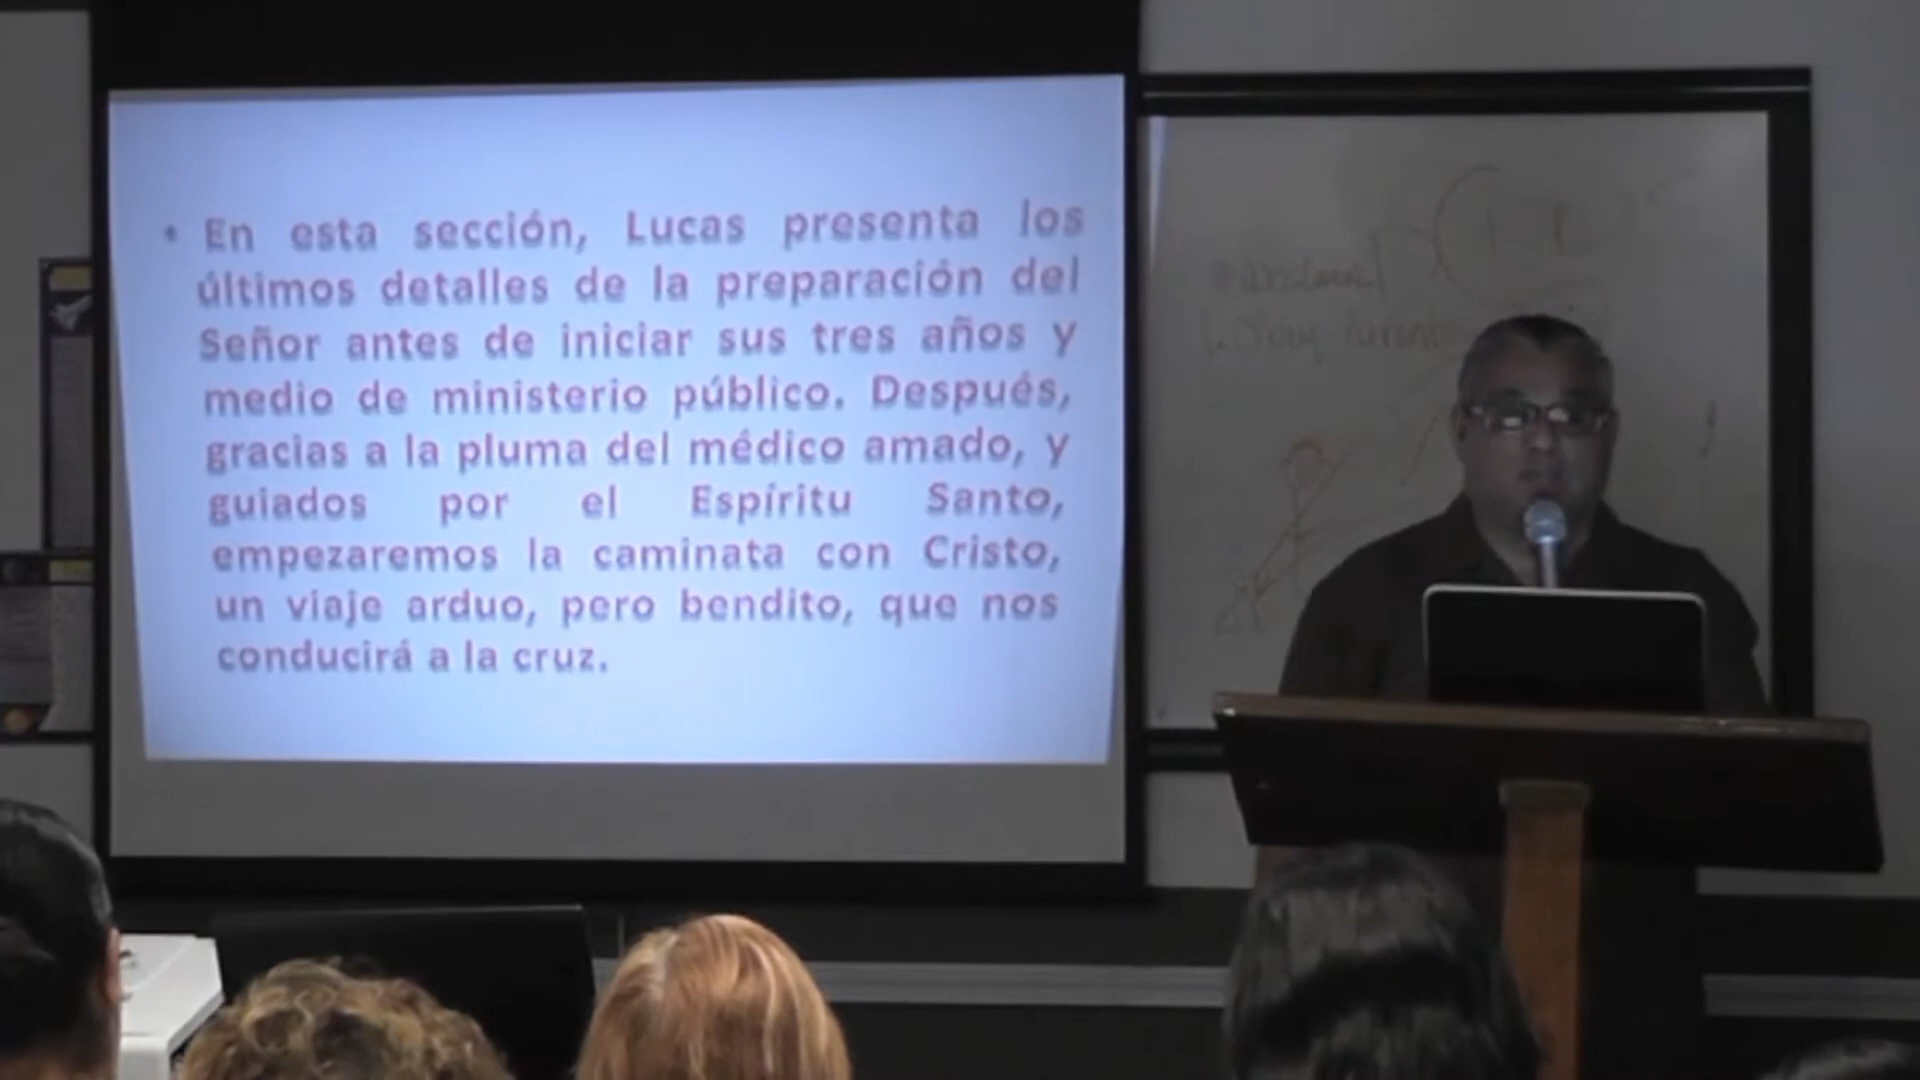 • En esta sección, Lucas presenta los
últimos detalles de la preparación del
Señor antes de iniciar sus tres años y
medio de ministerio público. Después,
gracias a la pluma del médico amado, y
guiados por el Espíritu Santo,
empezaremos la caminata con Cristo,
un viaje arduo, pero bendito, que nos
conducirá a la cruz.